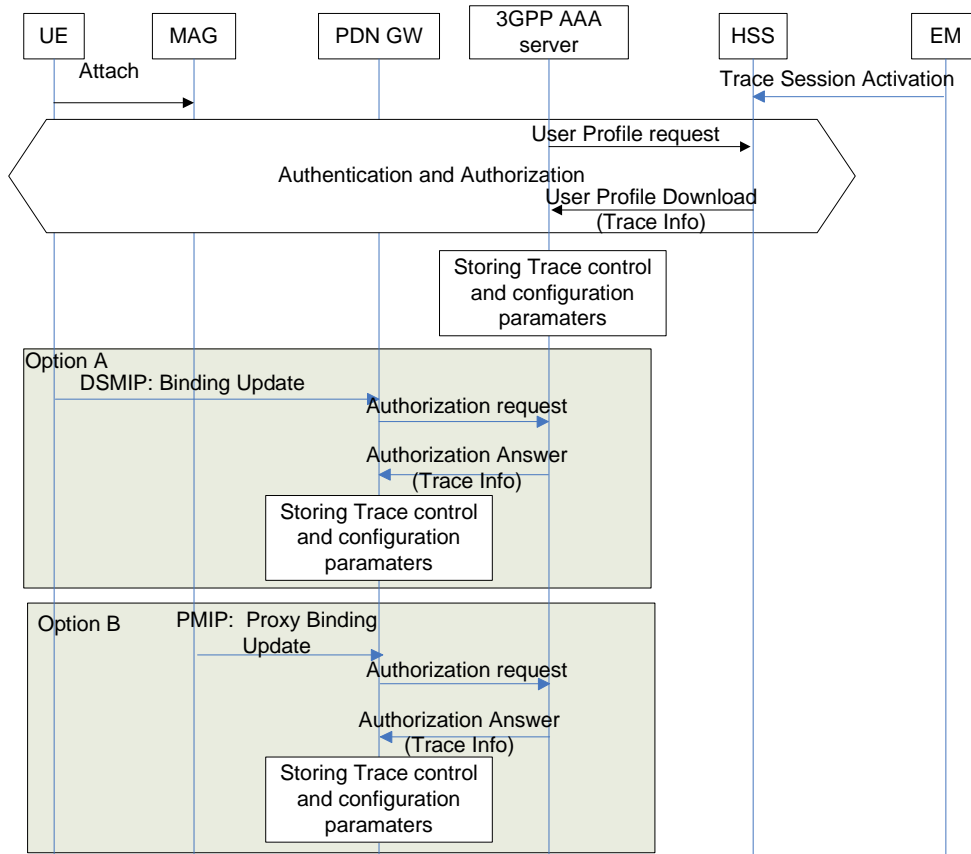 UE
MAG
PDN GW
3GPP AAA
server
HSS
EM
Attach
Trace Session Activation
User Profile request
Authentication and Authorization
User Profile Download
(Trace Info)
Storing Trace control
and configuration
paramaters
Option A
DSMIP: Binding Update
Authorization request
Authorization Answer
(Trace Info)
Storing Trace control
and configuration
paramaters
Option B
PMIP: Proxy Binding
Update
Authorization request
Authorization Answer
(Trace Info)
Storing Trace control
and configuration
paramaters